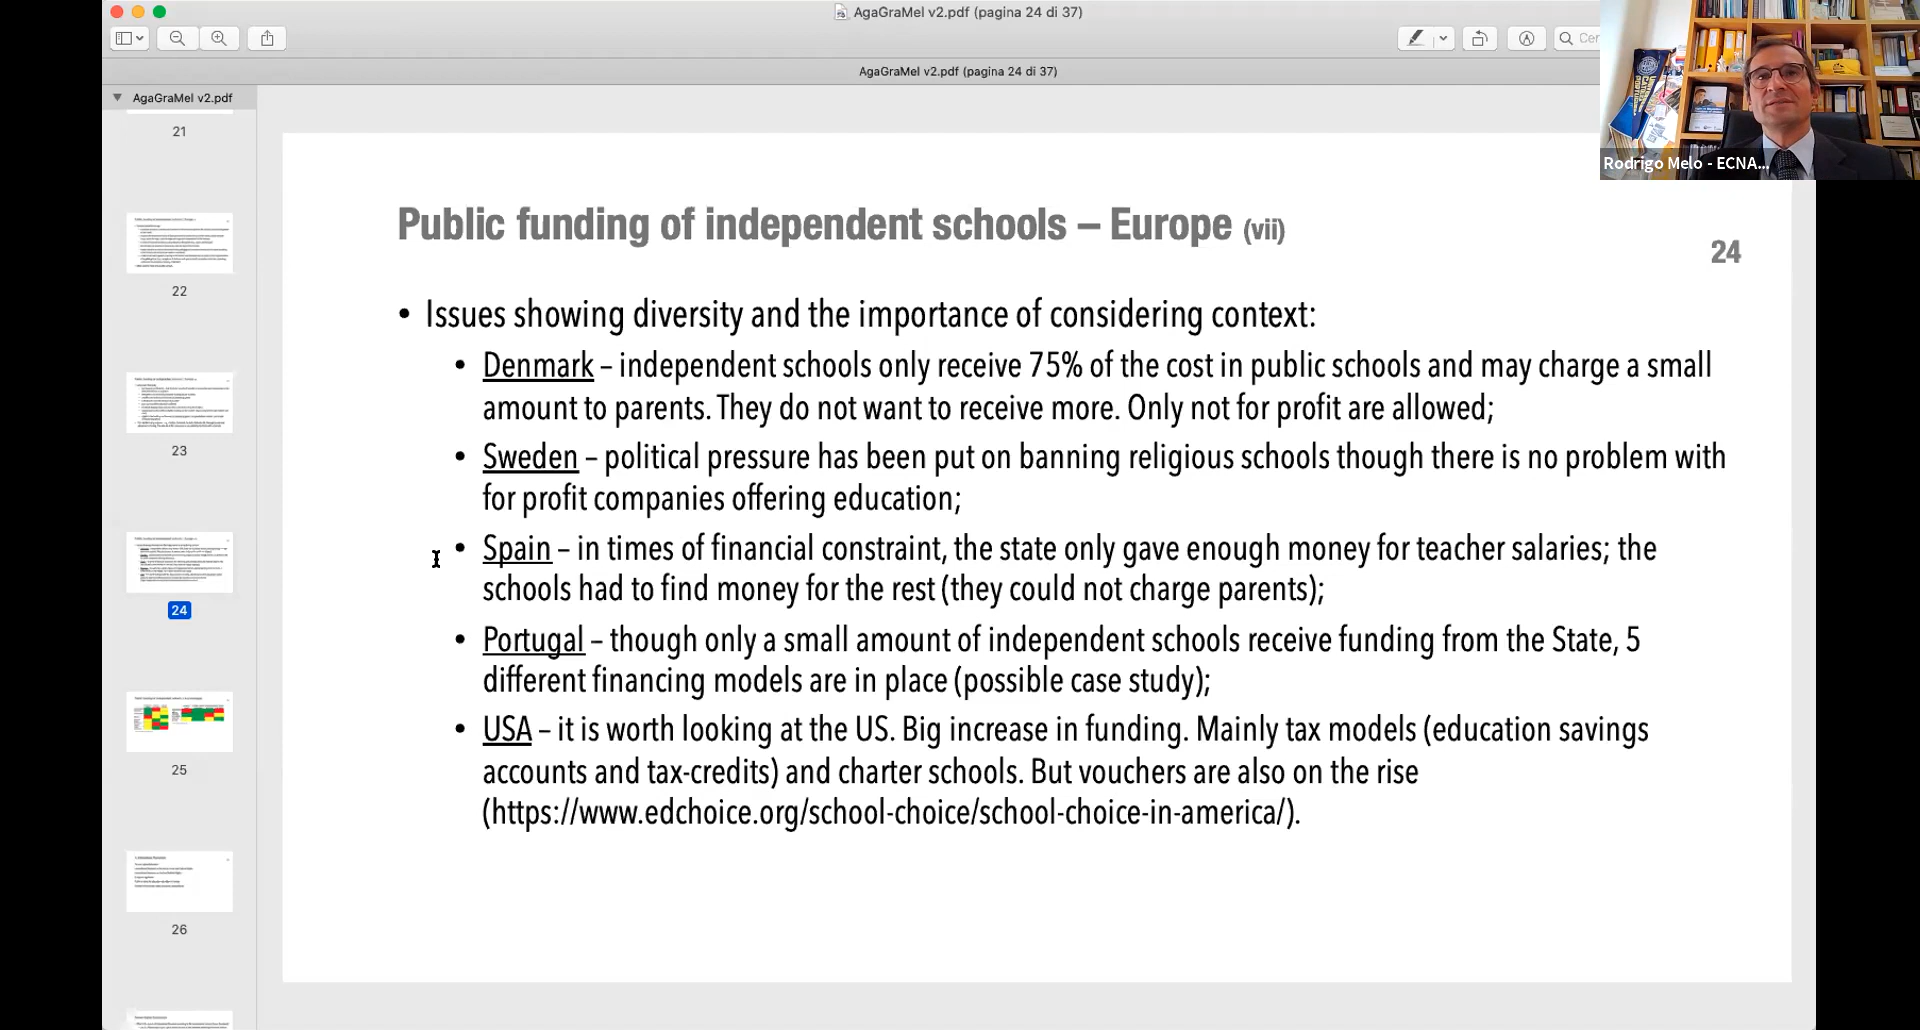 AgaGraMel v2.pdf (pagina 24 di 37)
Cer
AgaGraMel v2.pdf (pagina 24 di 37)
AgaGraMel v2.pdf
21
22
23
24
25
26
Rodrigo Melo - ECNA...
Public funding of independent schools – Europe (vii)
24
• Issues showing diversity and the importance of considering context:
• Denmark – independent schools only receive 75% of the cost in public schools and may charge a small
amount to parents. They do not want to receive more. Only not for profit are allowed;
• Sweden – political pressure has been put on banning religious schools though there is no problem with
for profit companies offering education;
• Spain – in times of financial constraint, the state only gave enough money for teacher salaries; the
schools had to find money for the rest (they could not charge parents);
• Portugal – though only a small amount of independent schools receive funding from the State, 5
different financing models are in place (possible case study);
• USA – it is worth looking at the US. Big increase in funding. Mainly tax models (education savings
accounts and tax-credits) and charter schools. But vouchers are also on the rise
(https://www.edchoice.org/school-choice/school-choice-in-america/).